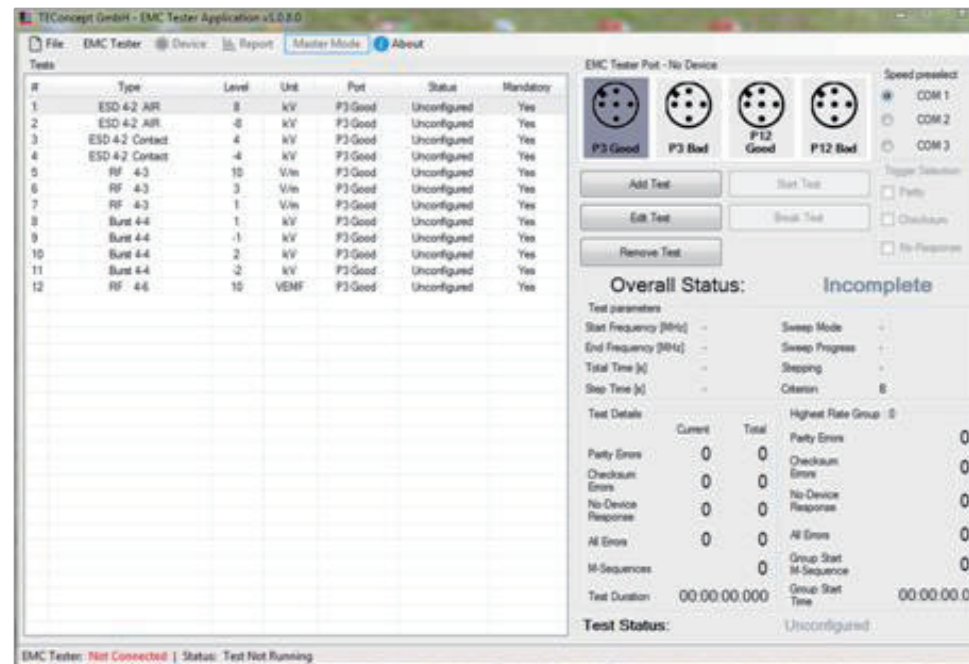 TEConcept GmbH - EMC Tester Application v5.0.8.0
File EMC Tester Device Report Master Mode About
Tests
# Type Level Unit Port Status Mandatory
1 ESD 4-2 AIR 8 kV P3 Good Unconfigured Yes
2 ESD 4-2 AIR -8 kV P3 Good Unconfigured Yes
3 ESD 4-2 Contact 4 kV P3 Good Unconfigured Yes
4 ESD 4-2 Contact -4 kV P3 Good Unconfigured Yes
5 RF 4-3 10 V/m P3 Good Unconfigured Yes
6 RF 4-3 3 V/m P3 Good Unconfigured Yes
7 RF 4-3 1 V/m P3 Good Unconfigured Yes
8 Burst 4-4 1 kV P3 Good Unconfigured Yes
9 Burst 4-4 -1 kV P3 Good Unconfigured Yes
10 Burst 4-4 2 kV P3 Good Unconfigured Yes
11 Burst 4-4 -2 kV P3 Good Unconfigured Yes
12 RF 4-6 10 VEMF P3 Good Unconfigured Yes
EMC Tester Port - No Device
P3 Good P3 Bad P12 Good P12 Bad
Speed preselect
COM 1
COM 2
COM 3
Trigger Selection
Parity
Checksum
No Response
Add Test Start Test
Edit Test Break Test
Remove Test
Overall Status: Incomplete
Test parameters
Start Frequency [MHz] - Sweep Mode -
End Frequency [MHz] - Sweep Progress -
Total Time [s] - Stepping -
Step Time [s] - Criterion B
Test Details
Current Total
Parity Errors 0 0
Checksum Errors 0 0
No-Device Response 0 0
All Errors 0 0
M-Sequences 0
Test Duration 00:00:00.000
Highest Rate Group : 0
Parity Errors 0
Checksum Errors 0
No-Device Response 0
All Errors 0
Group Start M-Sequence 0
Group Start Time 00:00:00.0
Test Status: Unconfigured
EMC Tester: Not Connected | Status: Test Not Running